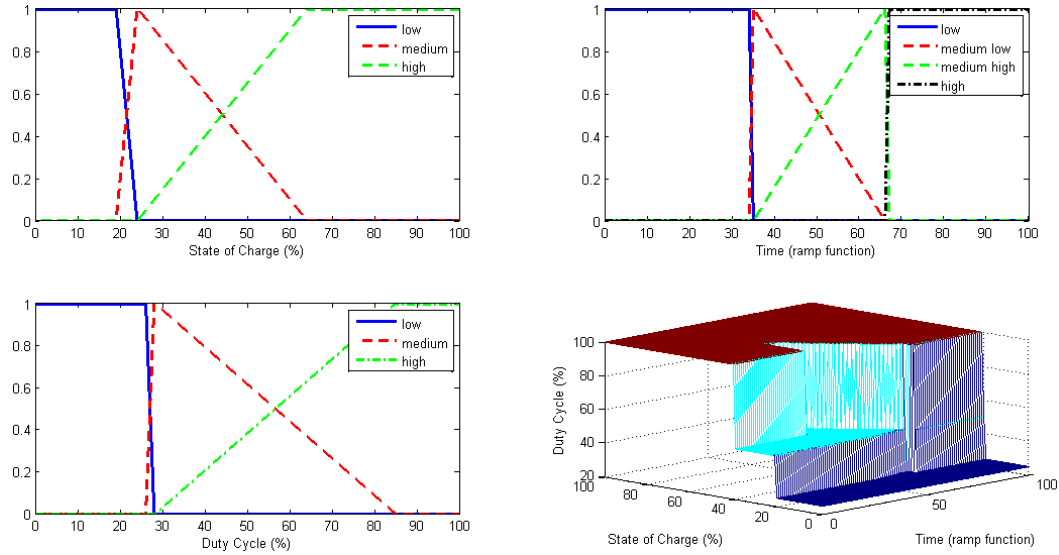 1
0.8
0.6
0.4
0.2
0
0 10 20 30 40 50 60 70 80 90 100
State of Charge (%)
low
medium
high
1
0.8
0.6
0.4
0.2
0
0 10 20 30 40 50 60 70 80 90 100
Time (ramp function)
low
medium low
medium high
high
1
0.8
0.6
0.4
0.2
0
0 10 20 30 40 50 60 70 80 90 100
Duty Cycle (%)
low
medium
high
100
80
60
40
20
Duty Cycle (%)
100
80
60
40
20
0
State of Charge (%)
0
50
100
Time (ramp function)